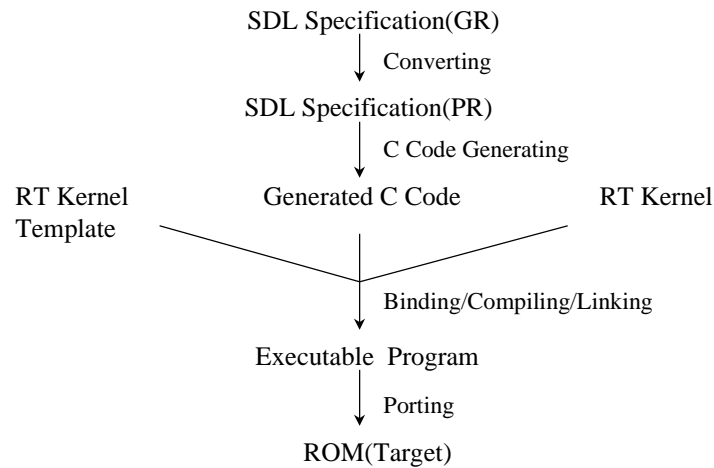 SDL Specification(GR)
Converting
SDL Specification(PR)
C Code Generating
RT Kernel
Template
Generated C Code
RT Kernel
Binding/Compiling/Linking
Executable Program
Porting
ROM(Target)